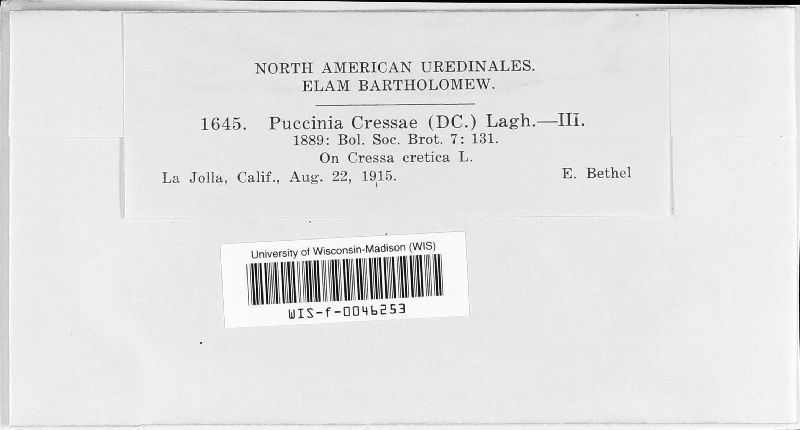 NORTH AMERICAN UREDINALES.
ELAM BARTHOLOMEW.
1645. Puccinia Cressae (DC.) Lagh.—III.
1889: Bol. Soc. Brot. 7: 131.
On Cressa cretica L.
La Jolla, Calif., Aug. 22, 1915. E. Bethel
University of Wisconsin-Madison (WIS)
WIS-f-0046253